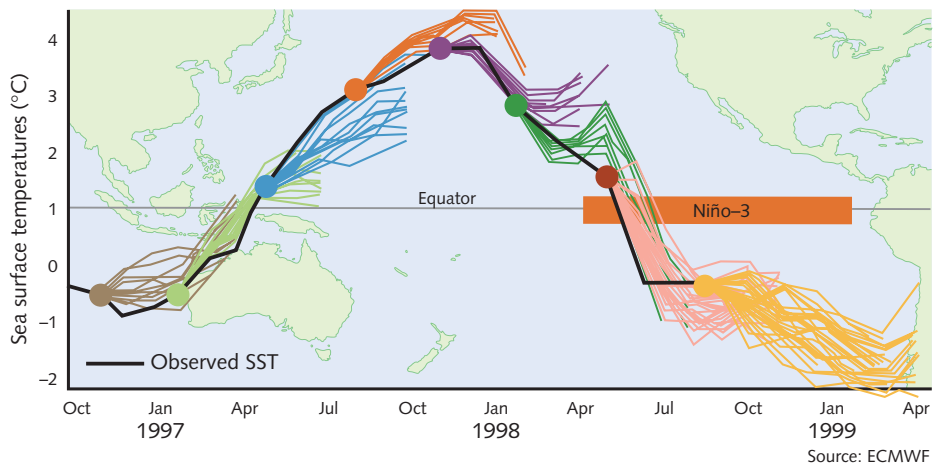 Sea surface temperatures (°C)
4
3
2
1
0
–1
–2
Equator
Niño–3
Observed SST
Oct Jan Apr Jul Oct Jan Apr Jul Oct Jan Apr
1997 1998 1999
Source: ECMWF